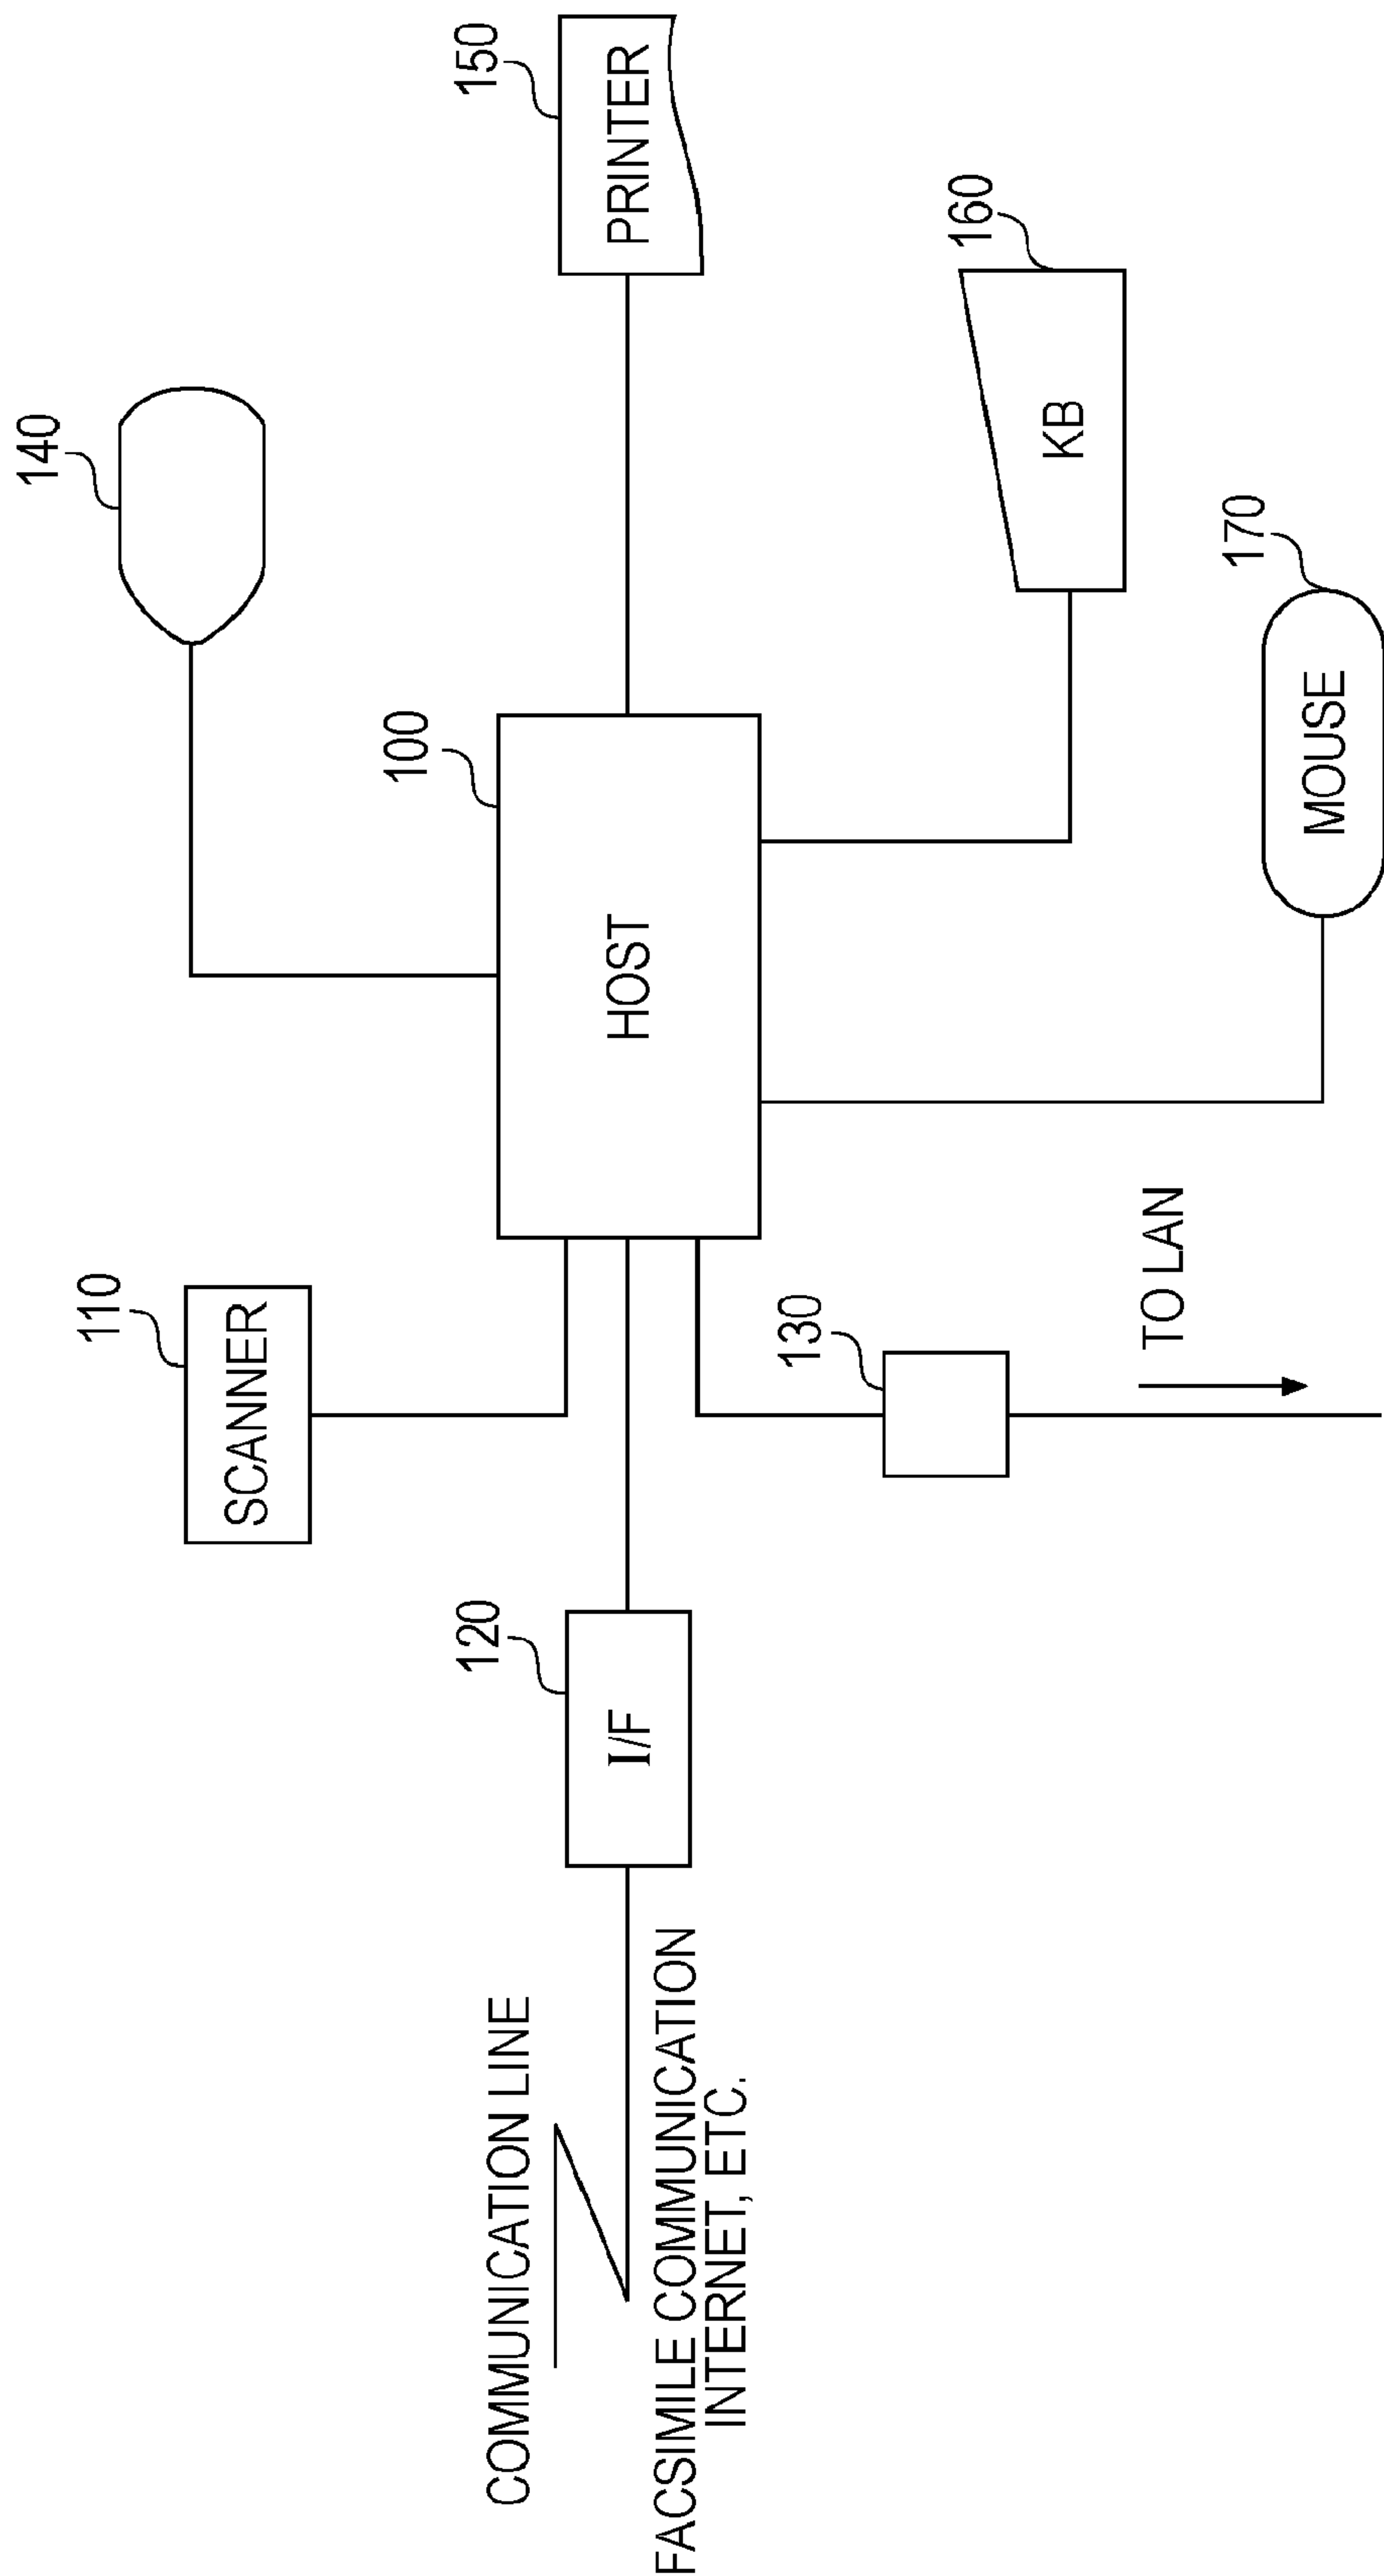 140
150
PRINTER
100
HOST
160
KB
170
MOUSE
110
SCANNER
120
I/F
130
TO LAN
COMMUNICATION LINE
FACSIMILE COMMUNICATION
INTERNET, ETC.